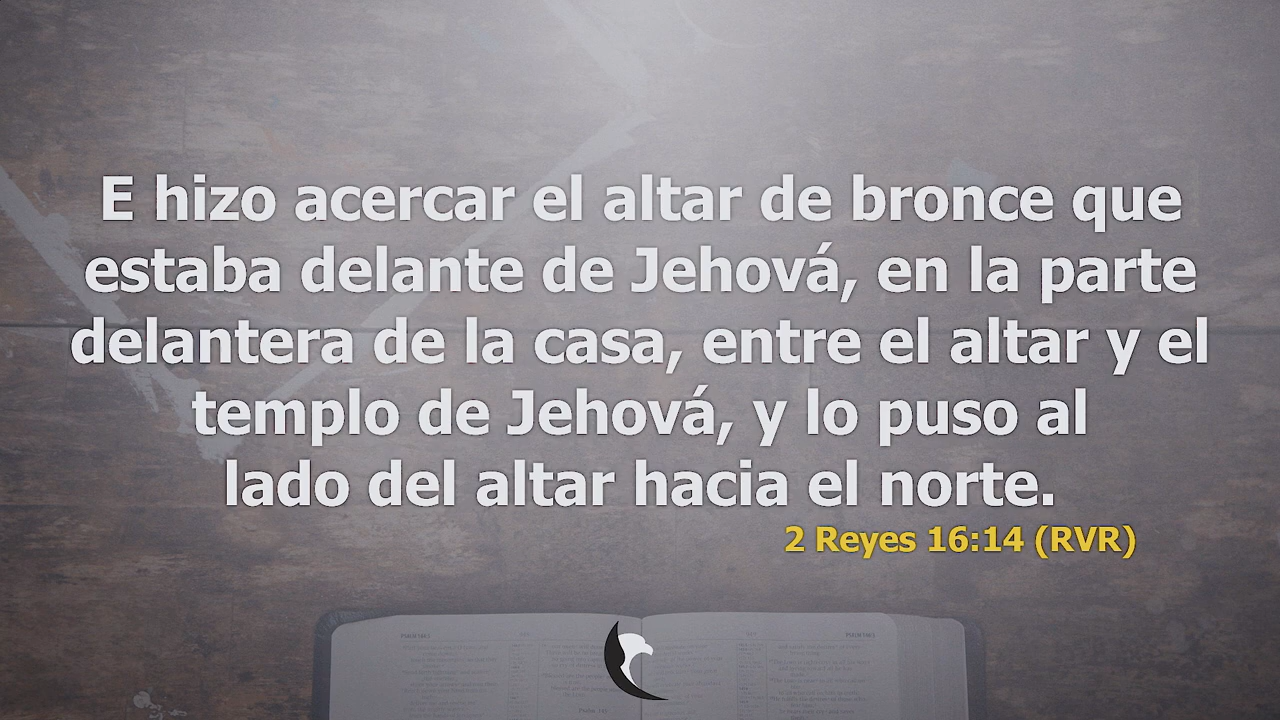 E hizo acercar el altar de bronce que
estaba delante de Jehová, en la parte
delantera de la casa, entre el altar y el
templo de Jehová, y lo puso al
lado del altar hacia el norte.
2 Reyes 16:14 (RVR)